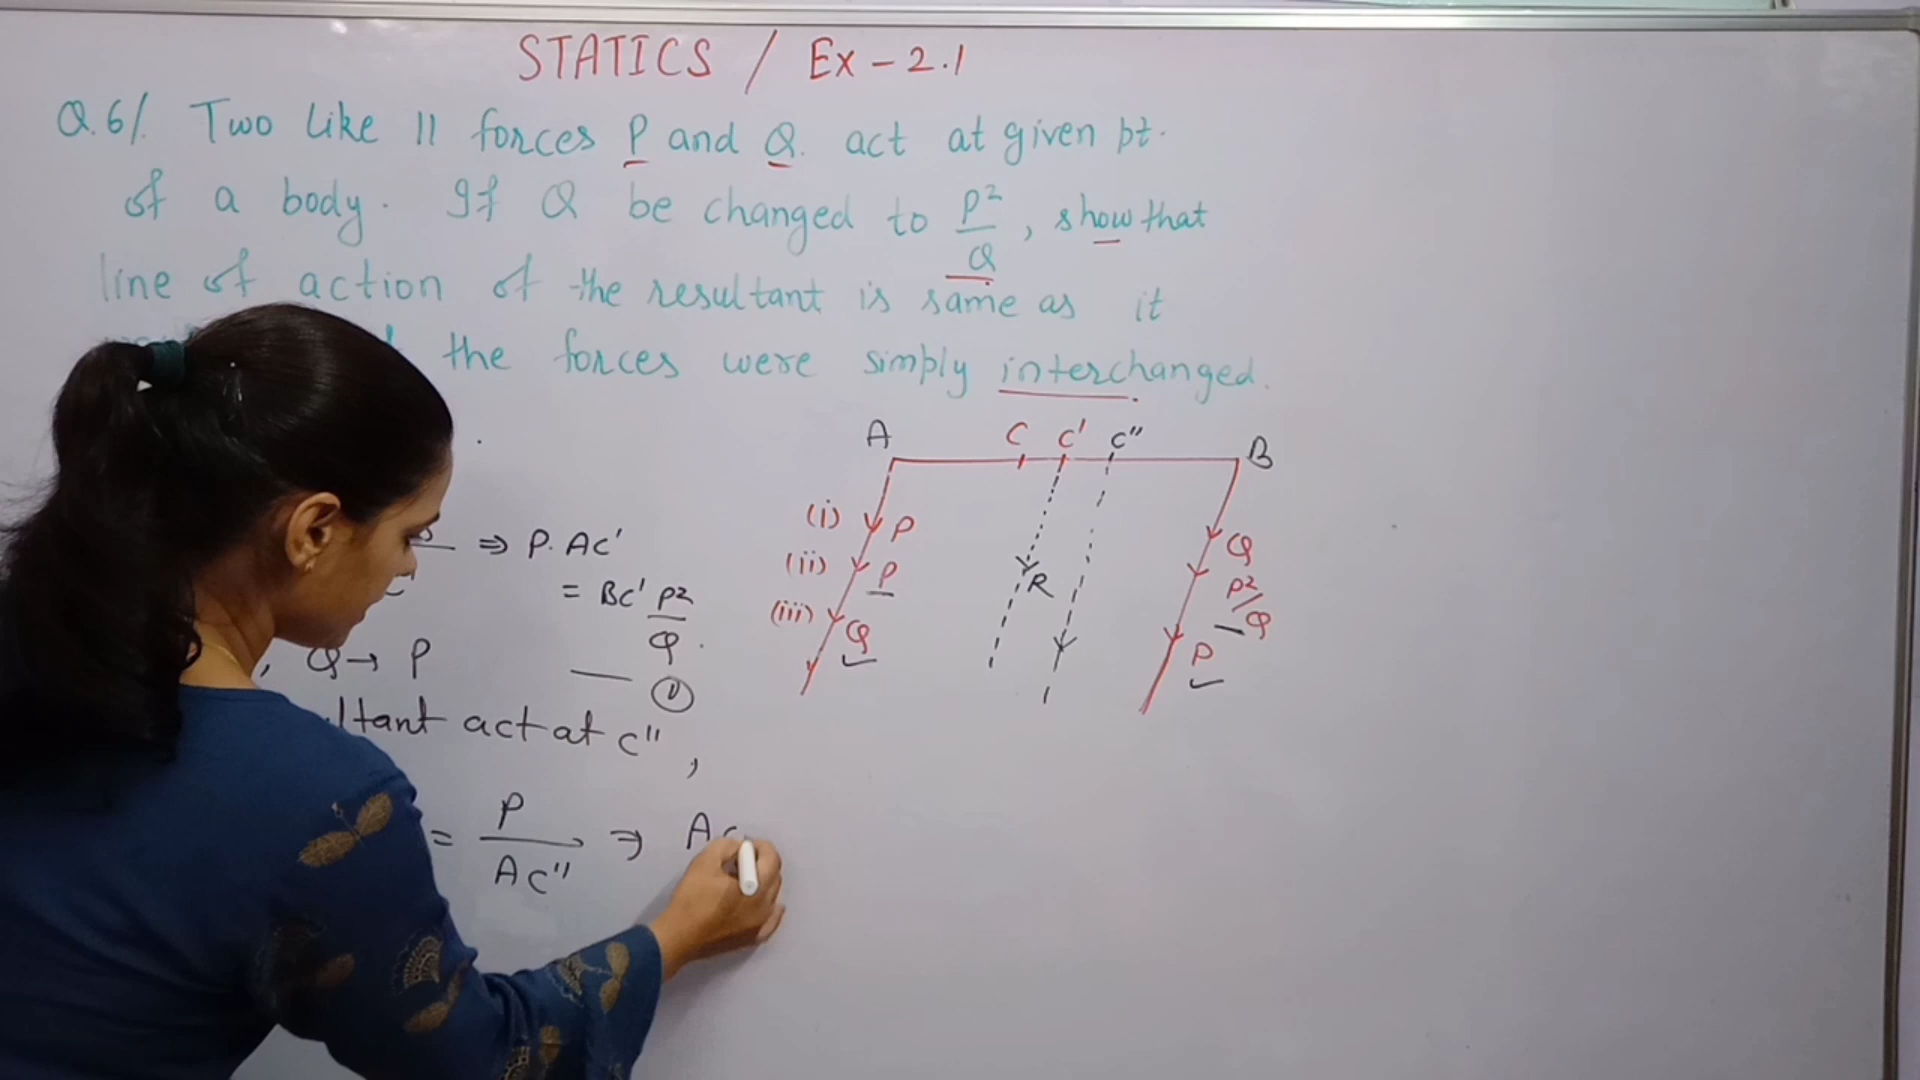 STATICS / Ex - 2.1
Q.6/. Two like 11 forces P and Q. act at given pt.
of a body. If Q be changed to P²/Q, show that
line of action of the resultant is same as it
the forces were simply interchanged.
A C C' C" B
(i) P Q
(ii) P P²/Q
(iii) Q P
R
⇒ P. AC'
= BC' P²/Q.
, Q → P
— (1)
ltant act at C",
= P/AC" ⇒ AC